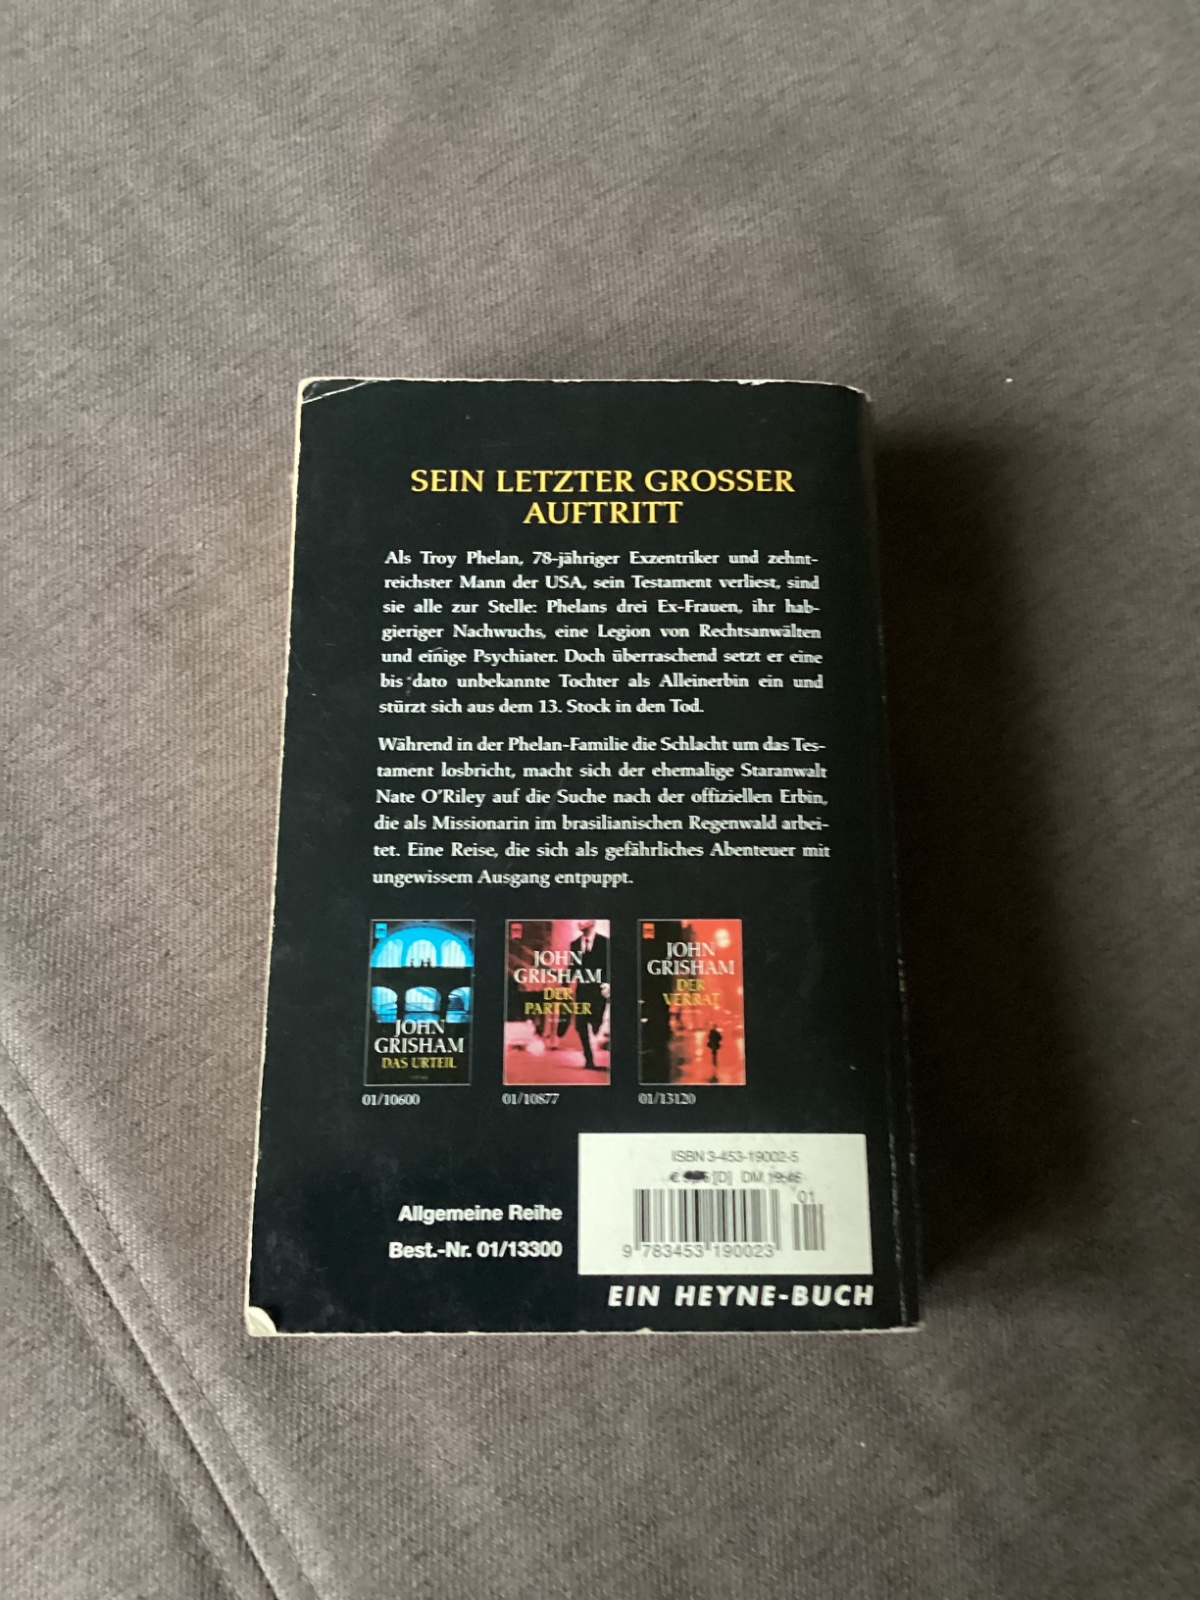 SEIN LETZTER GROSSER
AUFTRITT
Als Troy Phelan, 78-jähriger Exzentriker und zehnt-
reichster Mann der USA, sein Testament verliest, sind
sie alle zur Stelle: Phelans drei Ex-Frauen, ihr hab-
gieriger Nachwuchs, eine Legion von Rechtsanwälten
und einige Psychiater. Doch überraschend setzt er eine
bis dato unbekannte Tochter als Alleinerbin ein und
stürzt sich aus dem 13. Stock in den Tod.
Während in der Phelan-Familie die Schlacht um das Tes-
tament losbricht, macht sich der ehemalige Staranwalt
Nate O'Riley auf die Suche nach der offiziellen Erbin,
die als Missionarin im brasilianischen Regenwald arbei-
tet. Eine Reise, die sich als gefährliches Abenteuer mit
ungewissem Ausgang entpuppt.
JOHN
GRISHAM
DAS URTEIL
01/10600
JOHN
GRISHAM
DER
PARTNER
01/10877
JOHN
GRISHAM
DER
VERRAT
01/13120
ISBN 3-453-19002-5
[D] DM
01
9 783453 190023
Allgemeine Reihe
Best.-Nr. 01/13300
EIN HEYNE-BUCH